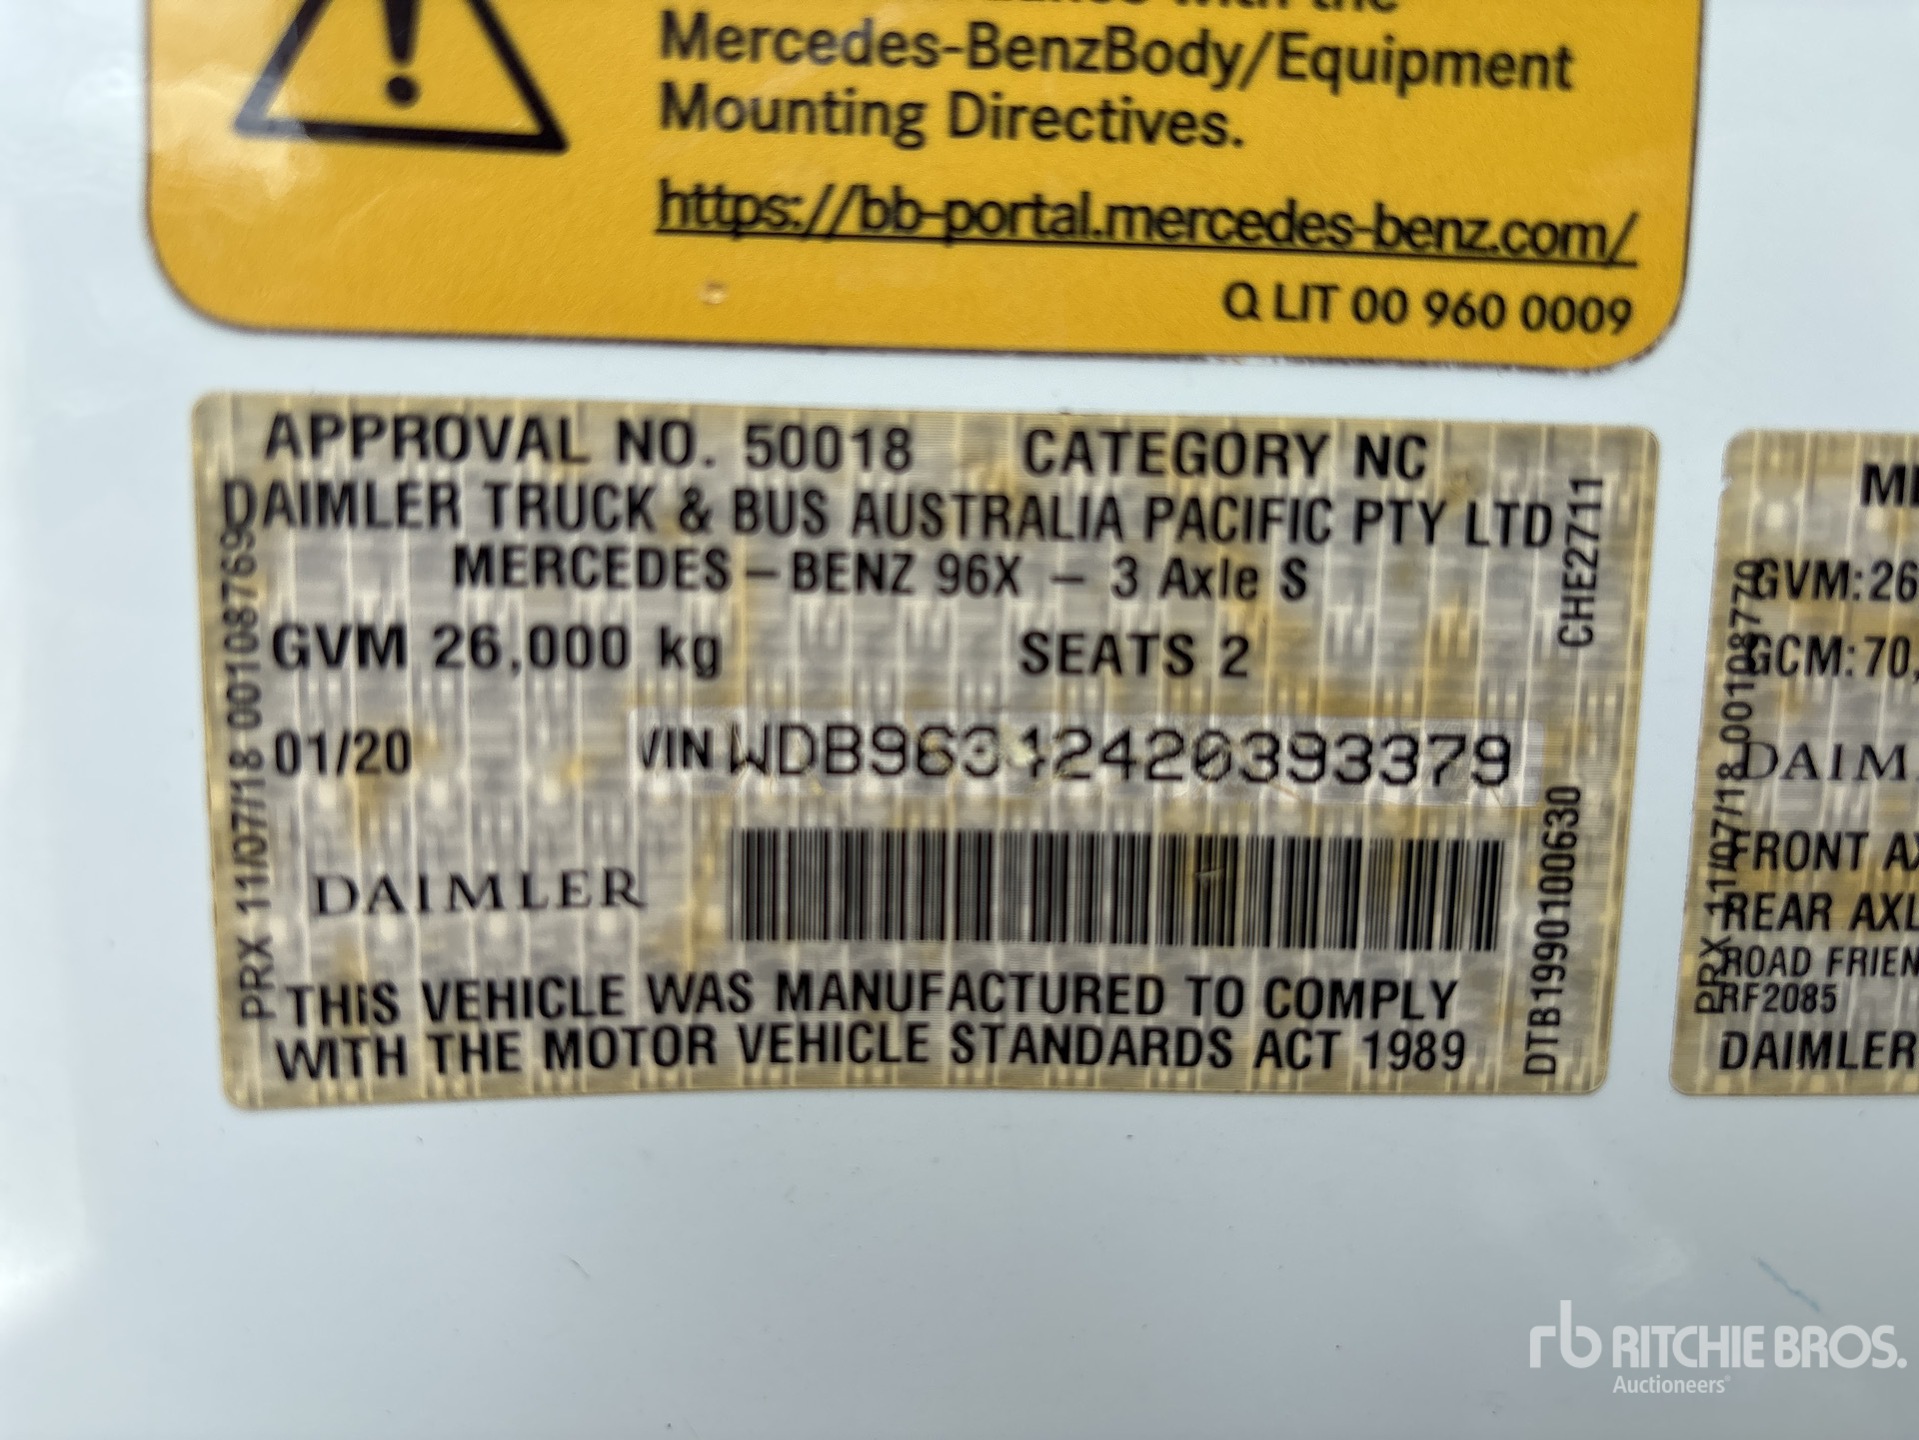 Mercedes-BenzBody/Equipment
Mounting Directives.
https://bb-portal.mercedes-benz.com/
Q LIT 00 960 0009
APPROVAL NO. 50018 CATEGORY NC
DAIMLER TRUCK & BUS AUSTRALIA PACIFIC PTY LTD
MERCEDES-BENZ 96X - 3 Axle S
GVM 26,000 kg SEATS 2
01/20 VIN WDB96342420393379
DAIMLER
THIS VEHICLE WAS MANUFACTURED TO COMPLY
WITH THE MOTOR VEHICLE STANDARDS ACT 1989
PRX 11/07/18 001087690
CHE2711
DTB1990100630
GVM:26
GCM:70,
DAIM
FRONT AX
REAR AXL
ROAD FRIEN
RF2085
DAIMLER
PRX 11/07/18 00108770
rb RITCHIE BROS.
Auctioneers